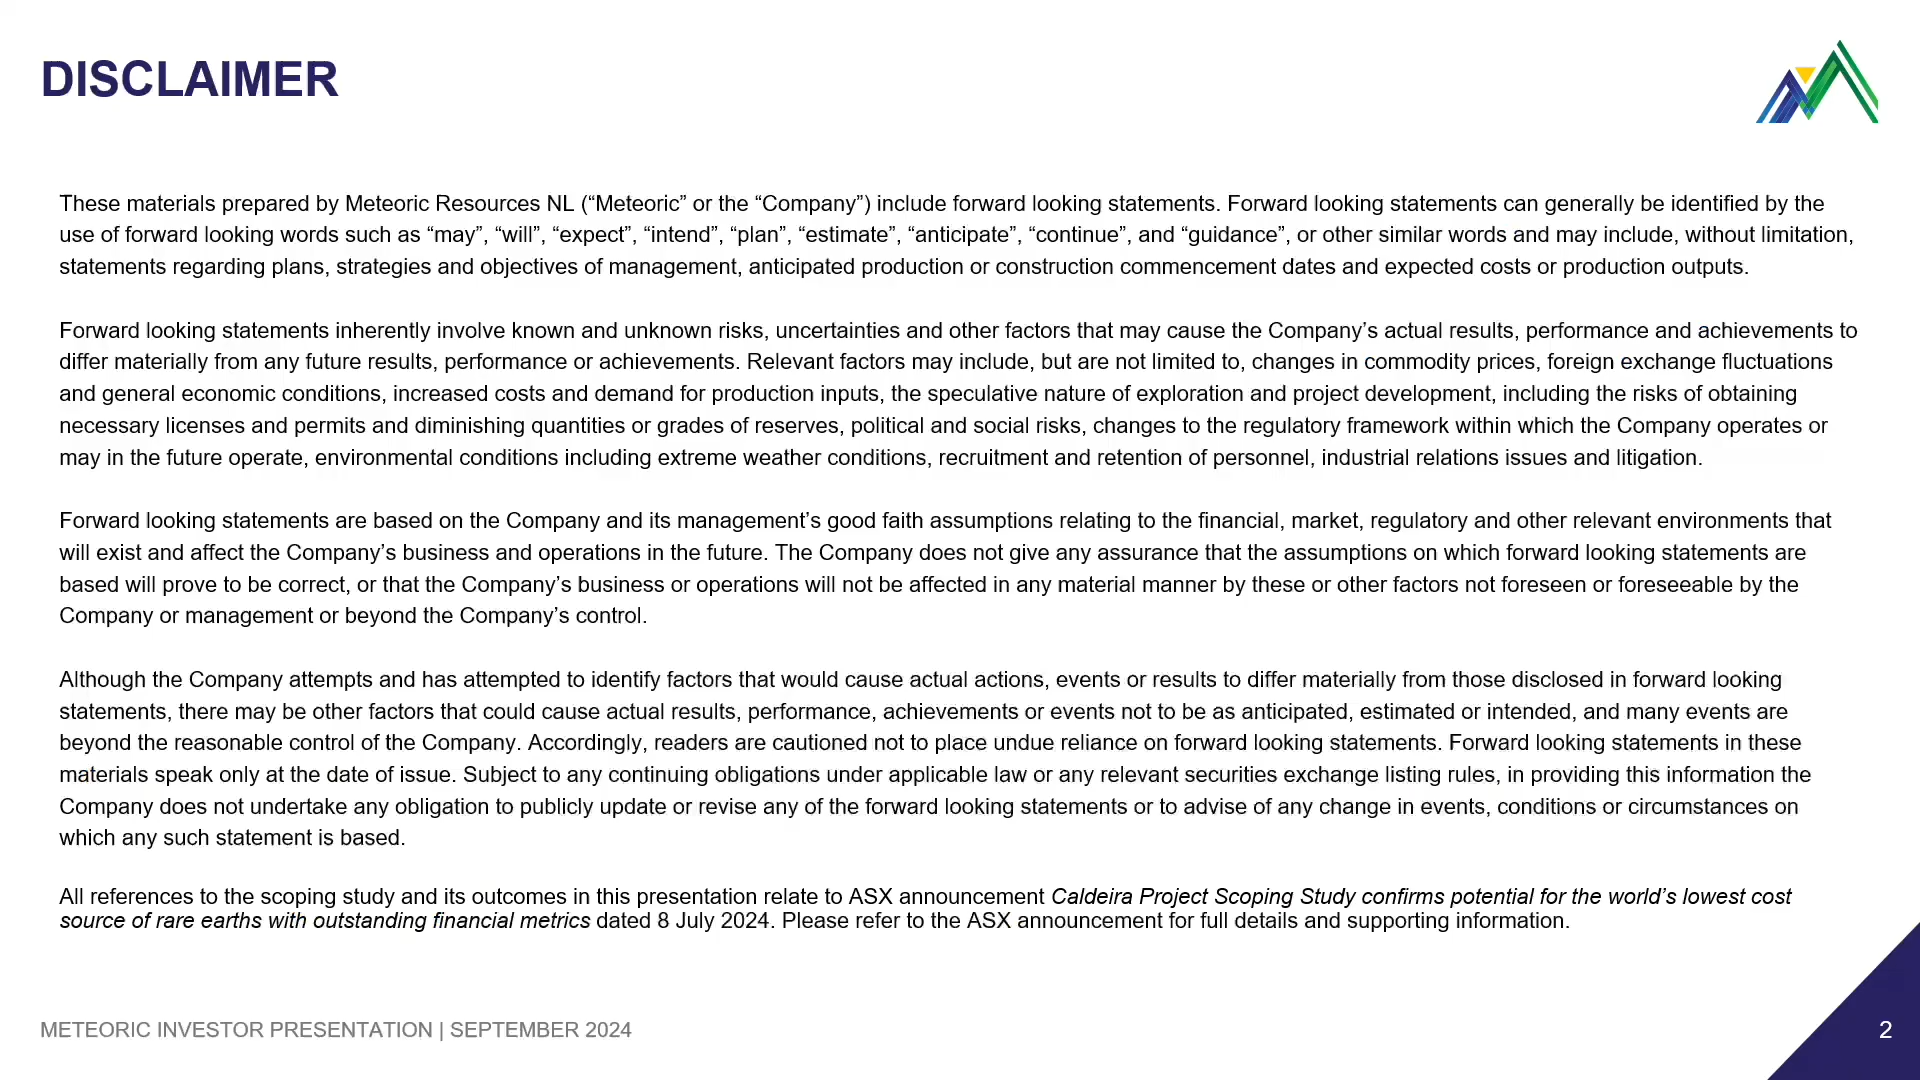 DISCLAIMER
These materials prepared by Meteoric Resources NL (“Meteoric” or the “Company”) include forward looking statements. Forward looking statements can generally be identified by the
use of forward looking words such as “may”, “will”, “expect”, “intend”, “plan”, “estimate”, “anticipate”, “continue”, and “guidance”, or other similar words and may include, without limitation,
statements regarding plans, strategies and objectives of management, anticipated production or construction commencement dates and expected costs or production outputs.
Forward looking statements inherently involve known and unknown risks, uncertainties and other factors that may cause the Company’s actual results, performance and achievements to
differ materially from any future results, performance or achievements. Relevant factors may include, but are not limited to, changes in commodity prices, foreign exchange fluctuations
and general economic conditions, increased costs and demand for production inputs, the speculative nature of exploration and project development, including the risks of obtaining
necessary licenses and permits and diminishing quantities or grades of reserves, political and social risks, changes to the regulatory framework within which the Company operates or
may in the future operate, environmental conditions including extreme weather conditions, recruitment and retention of personnel, industrial relations issues and litigation.
Forward looking statements are based on the Company and its management’s good faith assumptions relating to the financial, market, regulatory and other relevant environments that
will exist and affect the Company’s business and operations in the future. The Company does not give any assurance that the assumptions on which forward looking statements are
based will prove to be correct, or that the Company’s business or operations will not be affected in any material manner by these or other factors not foreseen or foreseeable by the
Company or management or beyond the Company’s control.
Although the Company attempts and has attempted to identify factors that would cause actual actions, events or results to differ materially from those disclosed in forward looking
statements, there may be other factors that could cause actual results, performance, achievements or events not to be as anticipated, estimated or intended, and many events are
beyond the reasonable control of the Company. Accordingly, readers are cautioned not to place undue reliance on forward looking statements. Forward looking statements in these
materials speak only at the date of issue. Subject to any continuing obligations under applicable law or any relevant securities exchange listing rules, in providing this information the
Company does not undertake any obligation to publicly update or revise any of the forward looking statements or to advise of any change in events, conditions or circumstances on
which any such statement is based.
All references to the scoping study and its outcomes in this presentation relate to ASX announcement Caldeira Project Scoping Study confirms potential for the world’s lowest cost
source of rare earths with outstanding financial metrics dated 8 July 2024. Please refer to the ASX announcement for full details and supporting information.
METEORIC INVESTOR PRESENTATION | SEPTEMBER 2024
2